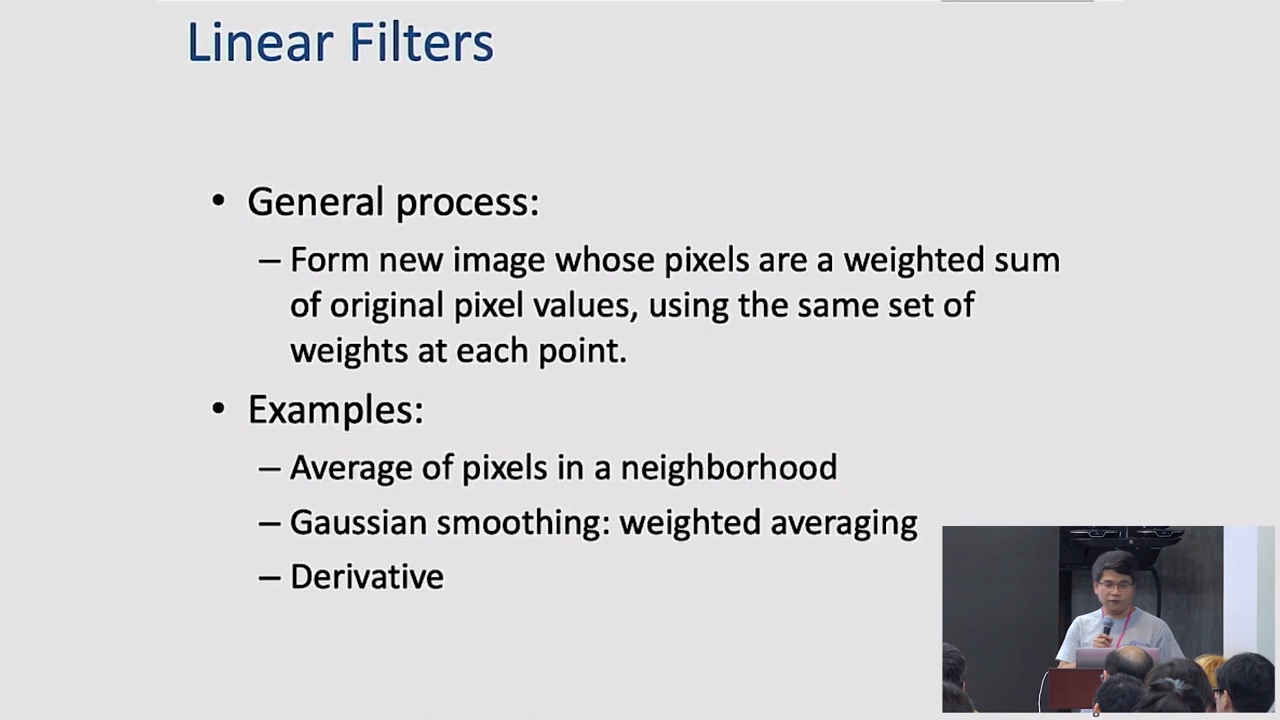 Linear Filters
• General process:
– Form new image whose pixels are a weighted sum
of original pixel values, using the same set of
weights at each point.
• Examples:
– Average of pixels in a neighborhood
– Gaussian smoothing: weighted averaging
– Derivative